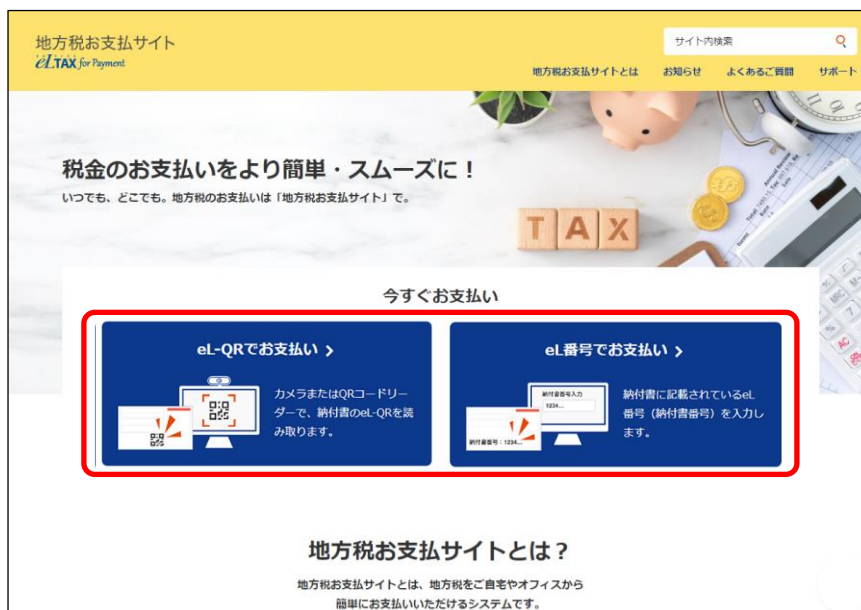 地方税お支払サイト
eLTAX for Payment
サイト内検索
地方税お支払サイトとは お知らせ よくあるご質問 サポート
税金のお支払いをより簡単・スムーズに！
いつでも、どこでも。地方税のお支払いは「地方税お支払サイト」で。
TAX
今すぐお支払い
eL-QRでお支払い
カメラまたはQRコードリー
ダーで、納付書のeL-QRを読
み取ります。
eL番号でお支払い
納付書番号入力
1234...
納付書番号：1234...
納付書に記載されているeL
番号（納付書番号）を入力し
ます。
地方税お支払サイトとは？
地方税お支払サイトとは、地方税をご自宅やオフィスから
簡単にお支払いいただけるシステムです。